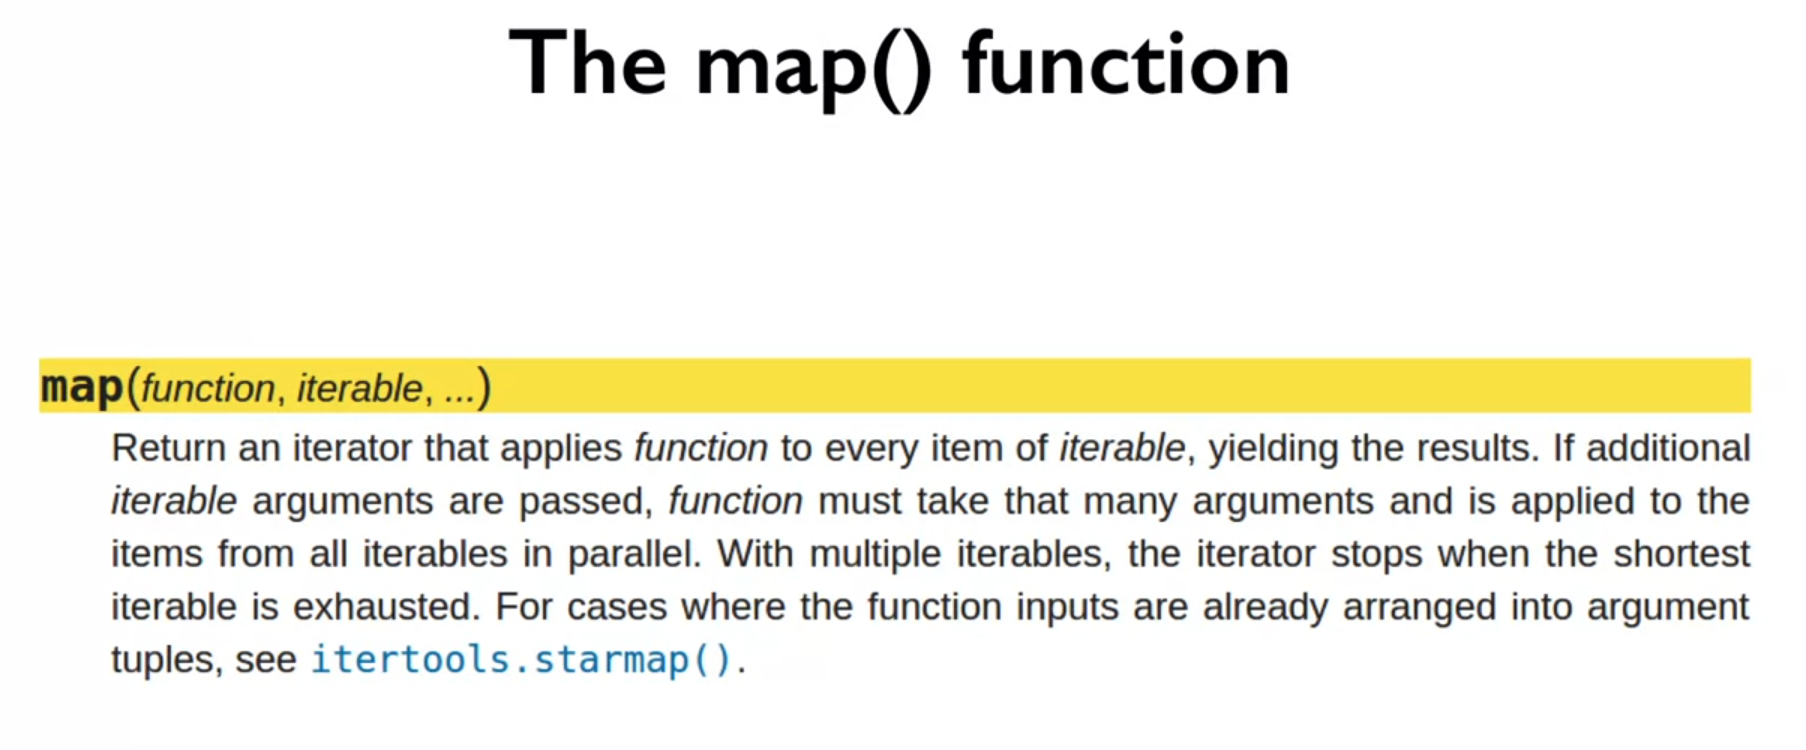 The map() function
map(function, iterable, ...)
Return an iterator that applies function to every item of iterable, yielding the results. If additional
iterable arguments are passed, function must take that many arguments and is applied to the
items from all iterables in parallel. With multiple iterables, the iterator stops when the shortest
iterable is exhausted. For cases where the function inputs are already arranged into argument
tuples, see itertools.starmap().